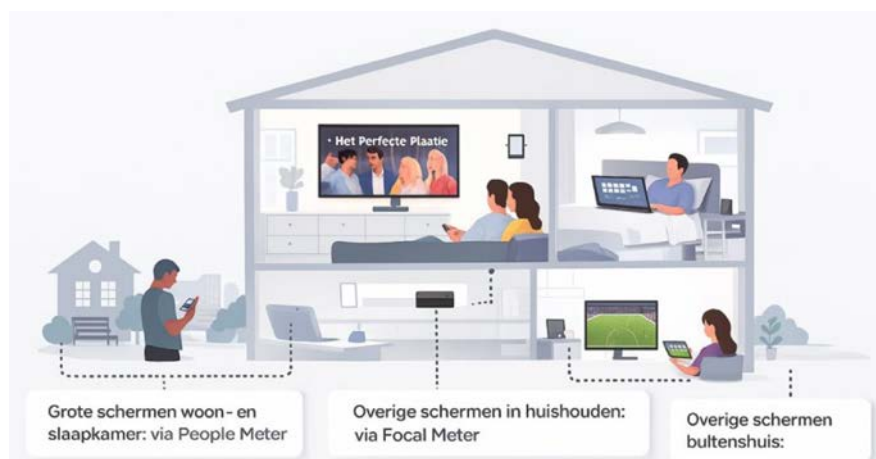 • Het Perfecte Plaatie
Grote schermen woon- en
slaapkamer: via People Meter
Overige schermen in huishouden:
via Focal Meter
Overige schermen
bultenshuis: